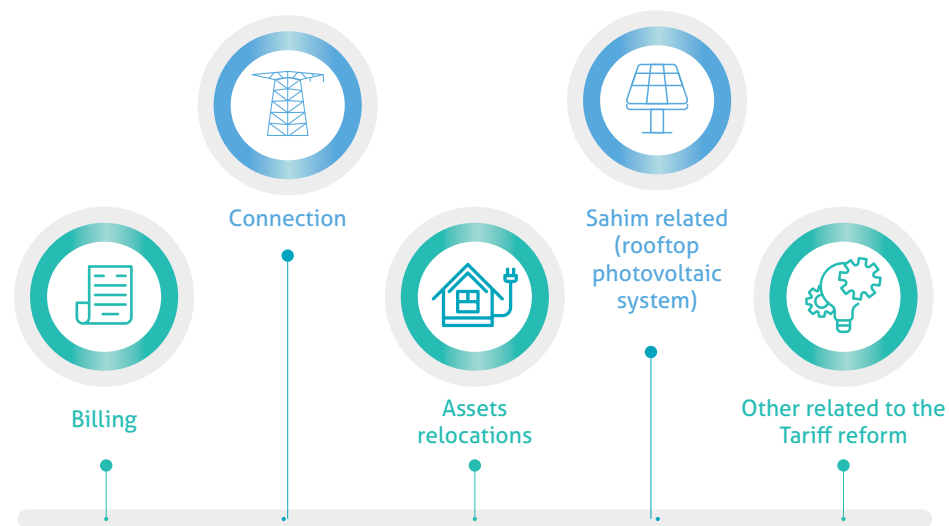 Connection
Sahim related
(rooftop
photovoltaic
system)
Billing
Assets
relocations
Other related to the
Tariff reform